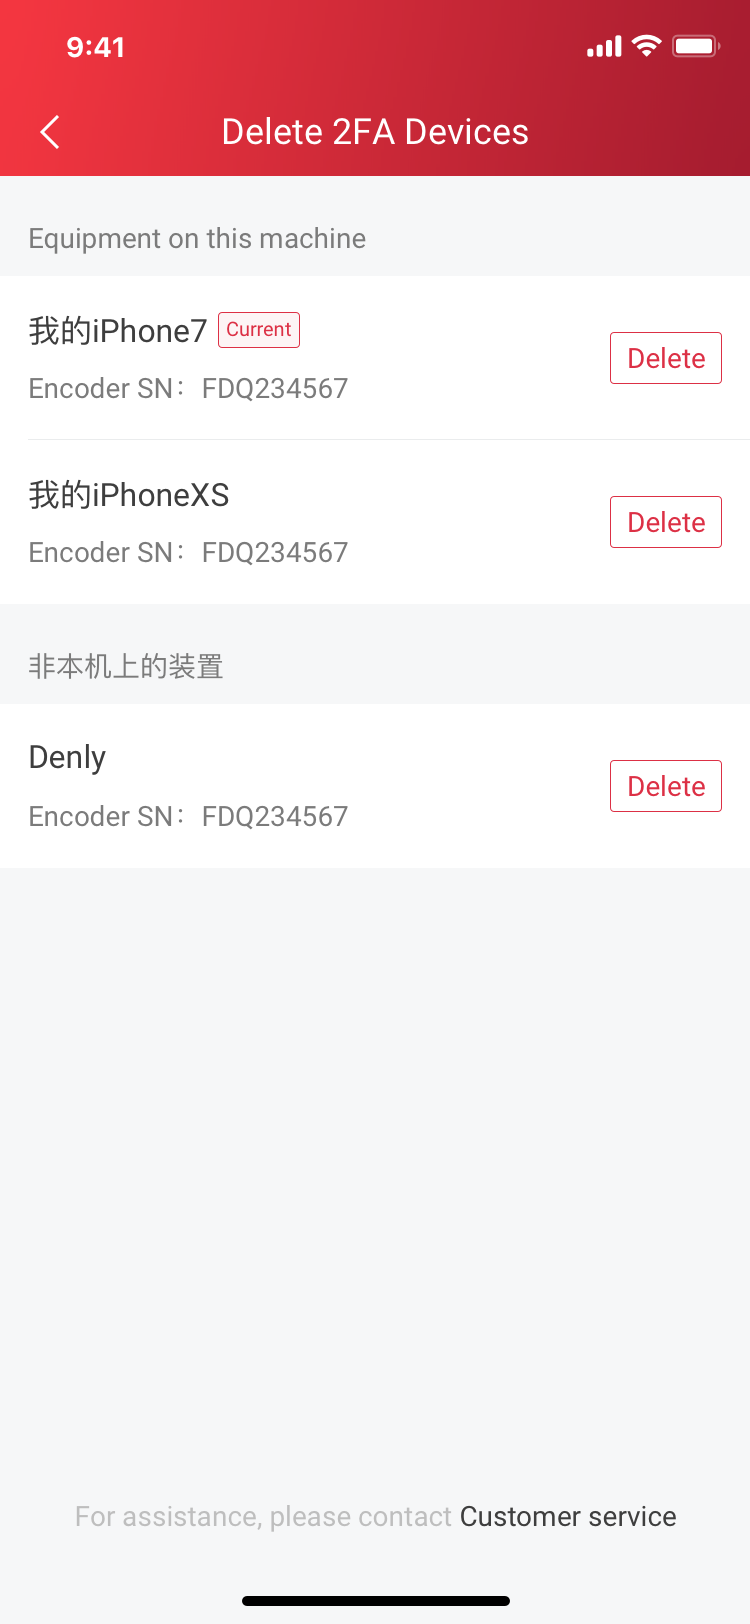 9:41
Delete 2FA Devices
Equipment on this machine
我的iPhone7 Current
Encoder SN：FDQ234567
Delete
我的iPhoneXS
Encoder SN：FDQ234567
Delete
非本机上的装置
Denly
Encoder SN：FDQ234567
Delete
For assistance, please contact Customer service